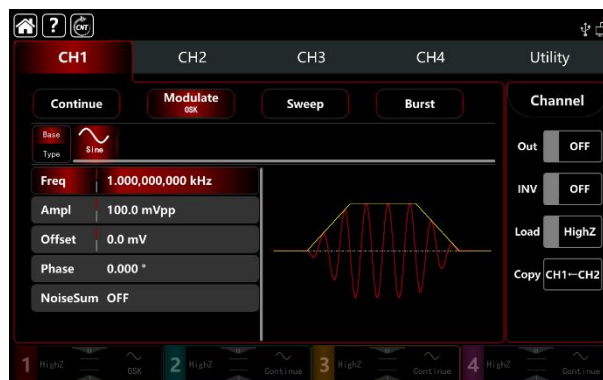 ? CNT
CH1 CH2 CH3 CH4 Utility
Continue Modulate Sweep Burst Channel
OSK
Base
Type Sine
Out OFF
Freq 1.000,000,000 kHz
INV OFF
Ampl 100.0 mVpp
Offset 0.0 mV
Load HighZ
Phase 0.000 °
Copy CH1←CH2
NoiseSum OFF
1 HighZ OSK 2 HighZ Continue 3 HighZ Continue 4 HighZ Continue